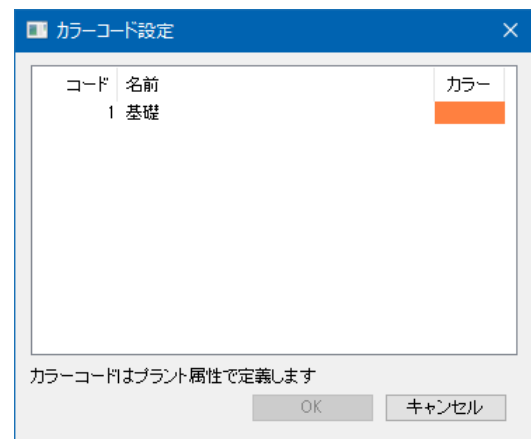 カラーコード設定
コード 名前 カラー
1 基礎
カラーコードはプラント属性で定義します
OK キャンセル